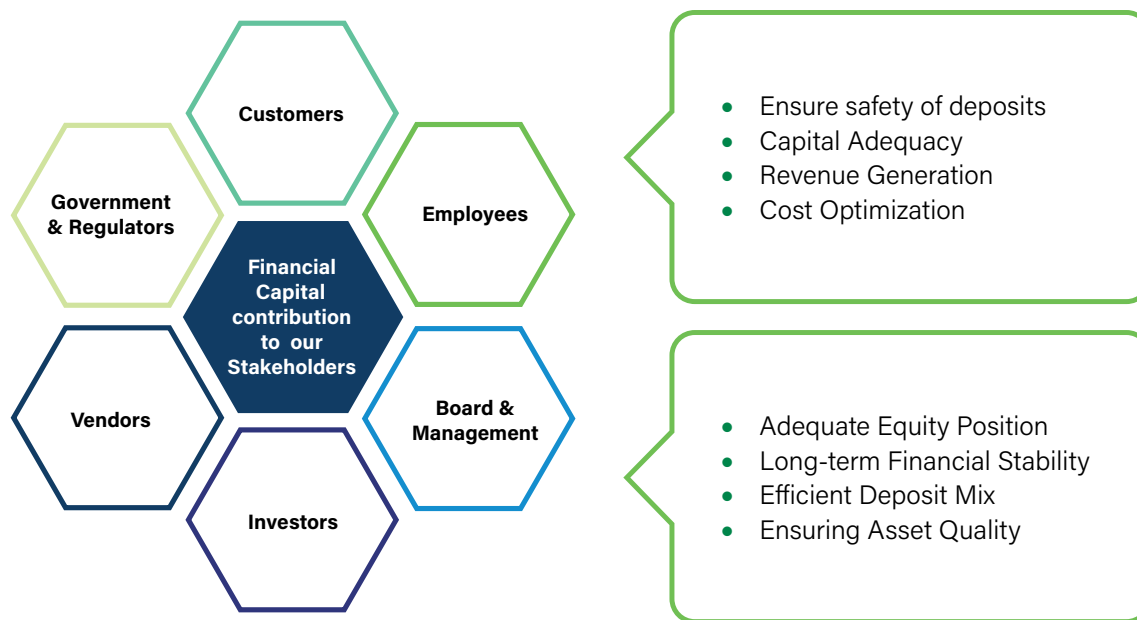 Customers
Government
& Regulators
Employees
Financial
Capital
contribution
to our
Stakeholders
Vendors
Board &
Management
Investors
Ensure safety of deposits
Capital Adequacy
Revenue Generation
Cost Optimization
Adequate Equity Position
Long-term Financial Stability
Efficient Deposit Mix
Ensuring Asset Quality